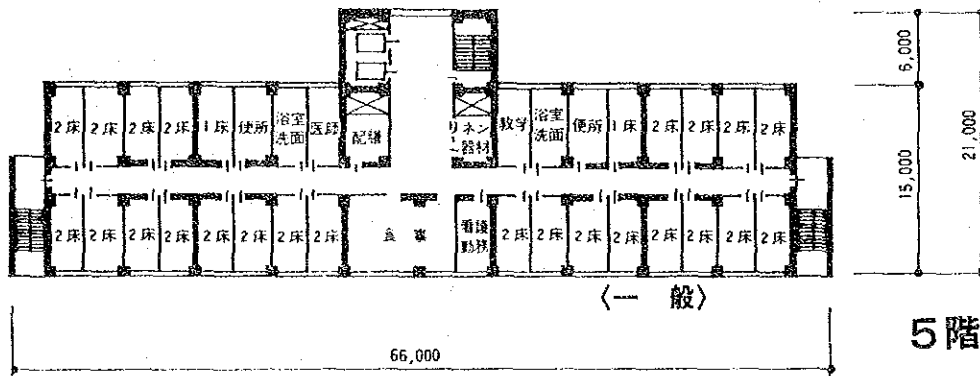 6,000
15,000
21,000
2床 2床 2床 2床 1床 便所 浴室 洗面 医師 配膳 リネン 器材 教学 浴室 洗面 便所 1床 2床 2床 2床 2床
2床 2床 2床 2床 2床 2床 2床 2床 食事 看護 勤務 2床 2床 2床 2床 2床 2床 2床 2床
〈一般〉
5階
66,000